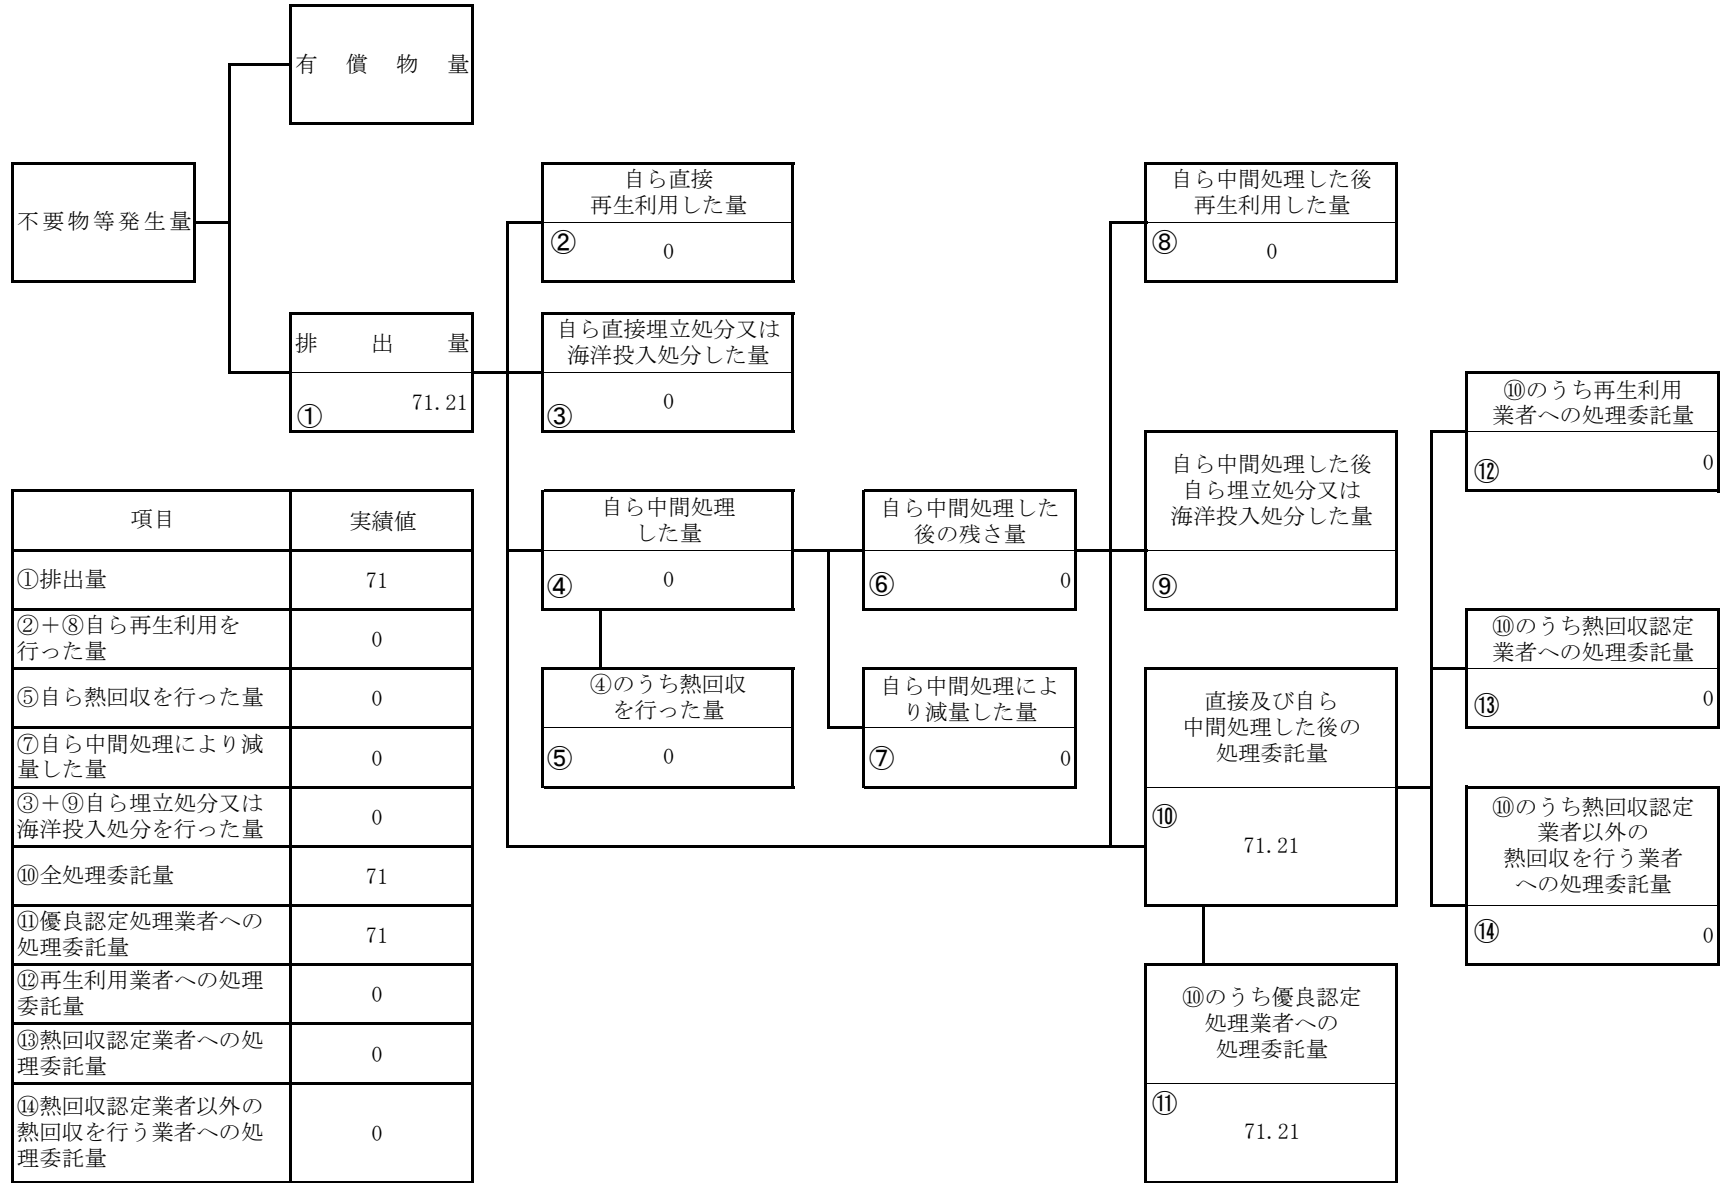 有償物量
不要物等発生量
排出量
① 71.21
自ら直接
再生利用した量
② 0
自ら直接埋立処分又は
海洋投入処分した量
③ 0
自ら中間処理
した量
④ 0
④のうち熱回収
を行った量
⑤ 0
自ら中間処理した
後の残さ量
⑥ 0
自ら中間処理によ
り減量した量
⑦ 0
自ら中間処理した後
再生利用した量
⑧ 0
自ら中間処理した後
自ら埋立処分又は
海洋投入処分した量
⑨
直接及び自ら
中間処理した後の
処理委託量
⑩
71.21
⑩のうち優良認定
処理業者への
処理委託量
⑪
71.21
⑩のうち再生利用
業者への処理委託量
⑫ 0
⑩のうち熱回収認定
業者への処理委託量
⑬ 0
⑩のうち熱回収認定
業者以外の
熱回収を行う業者
への処理委託量
⑭ 0
項目 実績値
①排出量 71
②+⑧自ら再生利用を
行った量 0
⑤自ら熱回収を行った量 0
⑦自ら中間処理により減
量した量 0
③+⑨自ら埋立処分又は
海洋投入処分を行った量 0
⑩全処理委託量 71
⑪優良認定処理業者への
処理委託量 71
⑫再生利用業者への処理
委託量 0
⑬熱回収認定業者への処
理委託量 0
⑭熱回収認定業者以外の
熱回収を行う業者への処
理委託量 0